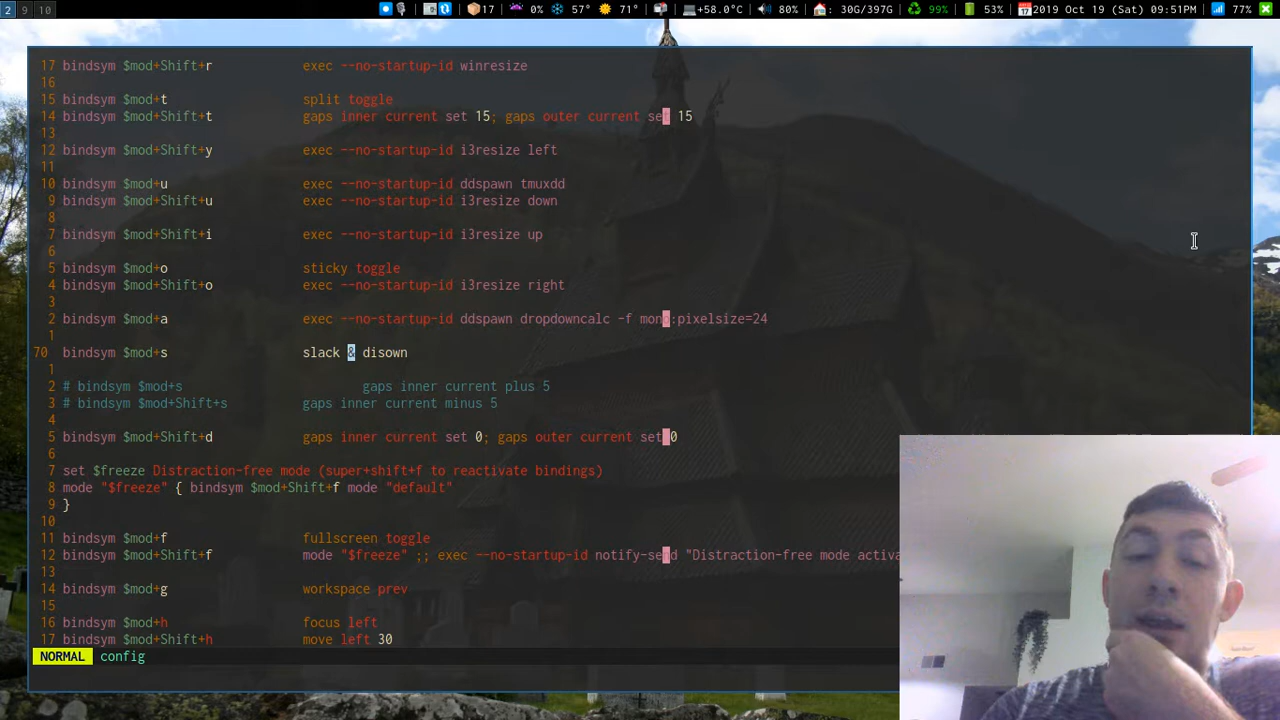 2 9 10 17 0% 57° 71° +58.0°C 80% : 30G/397G 99% 53% 2019 Oct 19 (Sat) 09:51PM 77%
17 bindsym $mod+Shift+r exec --no-startup-id winresize
16
15 bindsym $mod+t split toggle
14 bindsym $mod+Shift+t gaps inner current set 15; gaps outer current set 15
13
12 bindsym $mod+Shift+y exec --no-startup-id i3resize left
11
10 bindsym $mod+u exec --no-startup-id ddspawn tmuxdd
9 bindsym $mod+Shift+u exec --no-startup-id i3resize down
8
7 bindsym $mod+Shift+i exec --no-startup-id i3resize up
6
5 bindsym $mod+o sticky toggle
4 bindsym $mod+Shift+o exec --no-startup-id i3resize right
3
2 bindsym $mod+a exec --no-startup-id ddspawn dropdowncalc -f mono:pixelsize=24
1
70 bindsym $mod+s slack & disown
1
2 # bindsym $mod+s gaps inner current plus 5
3 # bindsym $mod+Shift+s gaps inner current minus 5
4
5 bindsym $mod+Shift+d gaps inner current set 0; gaps outer current set 0
6
7 set $freeze Distraction-free mode (super+shift+f to reactivate bindings)
8 mode "$freeze" { bindsym $mod+Shift+f mode "default"
9 }
10
11 bindsym $mod+f fullscreen toggle
12 bindsym $mod+Shift+f mode "$freeze" ;; exec --no-startup-id notify-send "Distraction-free mode activa
13
14 bindsym $mod+g workspace prev
15
16 bindsym $mod+h focus left
17 bindsym $mod+Shift+h move left 30
NORMAL config